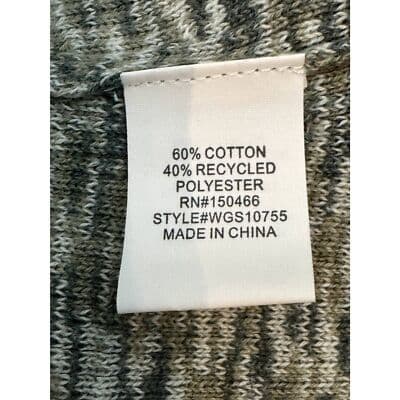 60% COTTON
40% RECYCLED
POLYESTER
RN#150466
STYLE#WGS10755
MADE IN CHINA